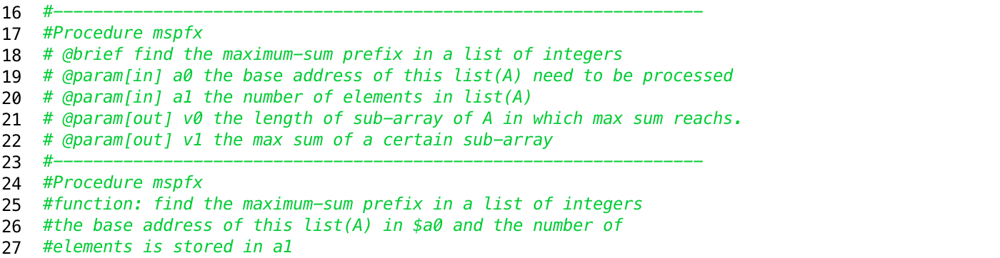 16 #-----------------------------------------------------------------
17 #Procedure mspfx
18 # @brief find the maximum-sum prefix in a list of integers
19 # @param[in] a0 the base address of this list(A) need to be processed
20 # @param[in] a1 the number of elements in list(A)
21 # @param[out] v0 the length of sub-array of A in which max sum reachs.
22 # @param[out] v1 the max sum of a certain sub-array
23 #-----------------------------------------------------------------
24 #Procedure mspfx
25 #function: find the maximum-sum prefix in a list of integers
26 #the base address of this list(A) in $a0 and the number of
27 #elements is stored in a1